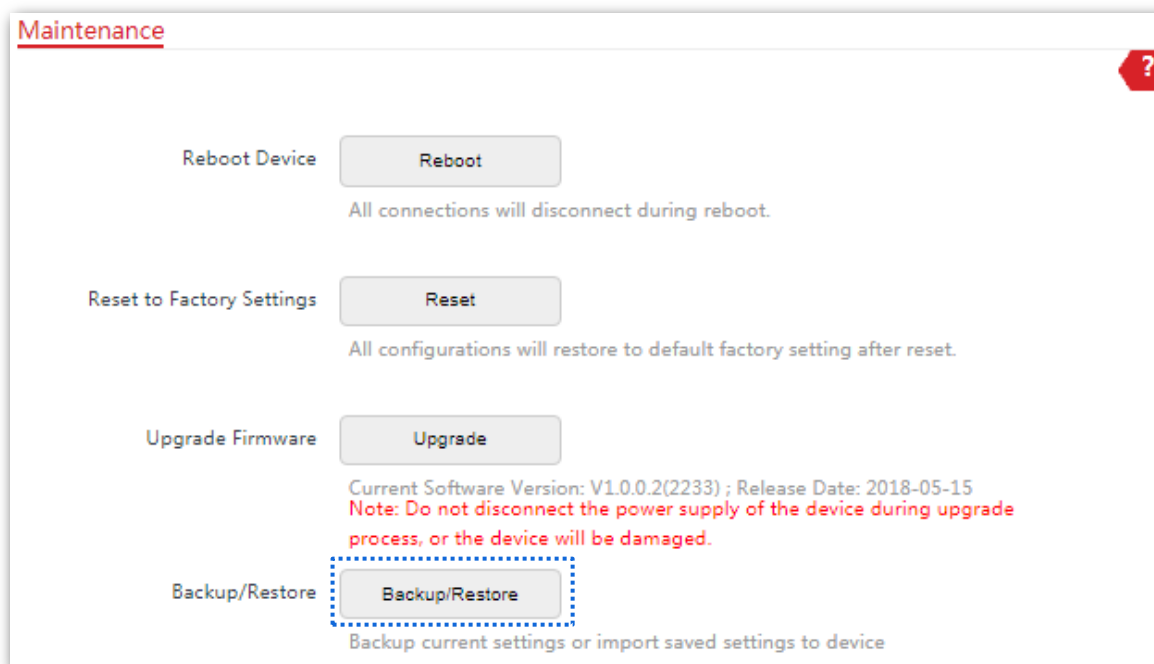 Maintenance
?
Reboot Device
Reboot
All connections will disconnect during reboot.
Reset to Factory Settings
Reset
All configurations will restore to default factory setting after reset.
Upgrade Firmware
Upgrade
Current Software Version: V1.0.0.2(2233) ; Release Date: 2018-05-15
Note: Do not disconnect the power supply of the device during upgrade
process, or the device will be damaged.
Backup/Restore
Backup/Restore
Backup current settings or import saved settings to device